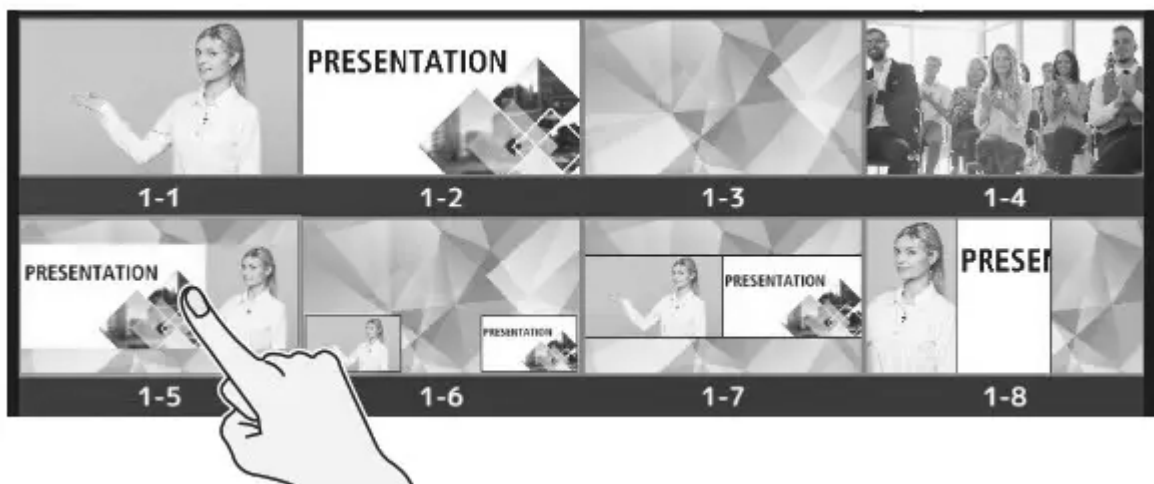 PRESENTATION
1-1
1-2
1-3
1-4
PRESENTATION
PRESENTATION
PRESENTATION
PRESEN
1-5
1-6
1-7
1-8